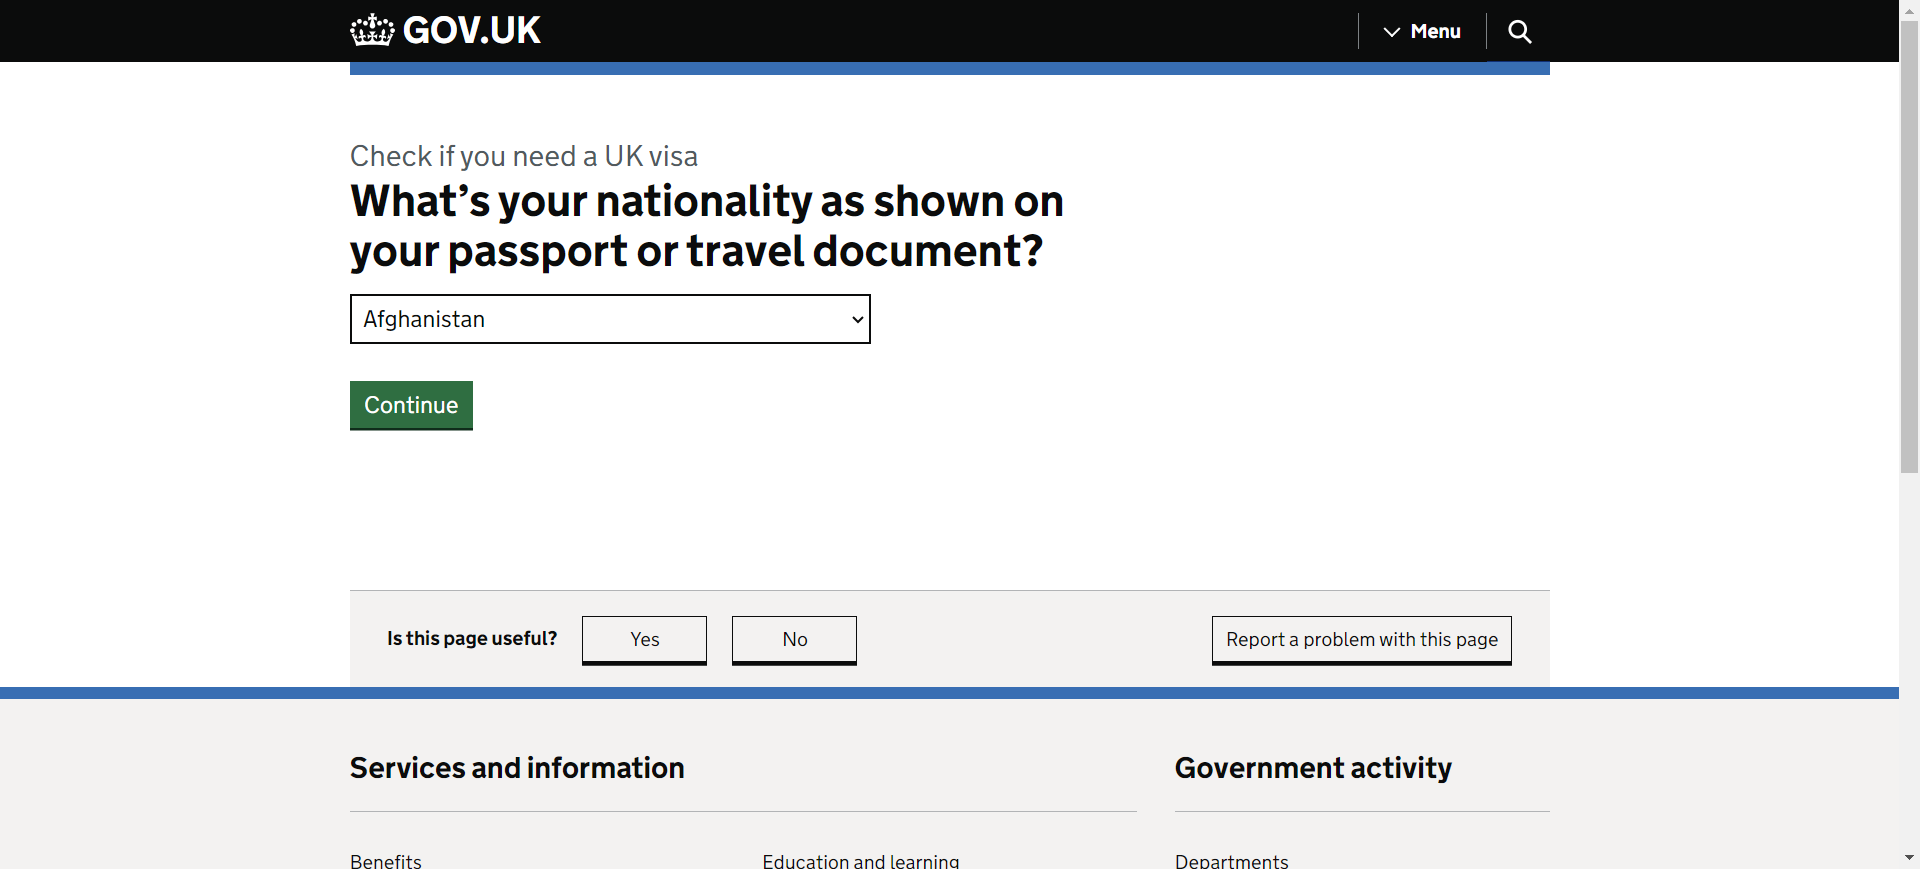 GOV.UK
Menu
Check if you need a UK visa
What's your nationality as shown on
your passport or travel document?
Afghanistan
Continue
Is this page useful?
Yes
No
Report a problem with this page
Services and information
Government activity
Benefits
Education and learning
Departments